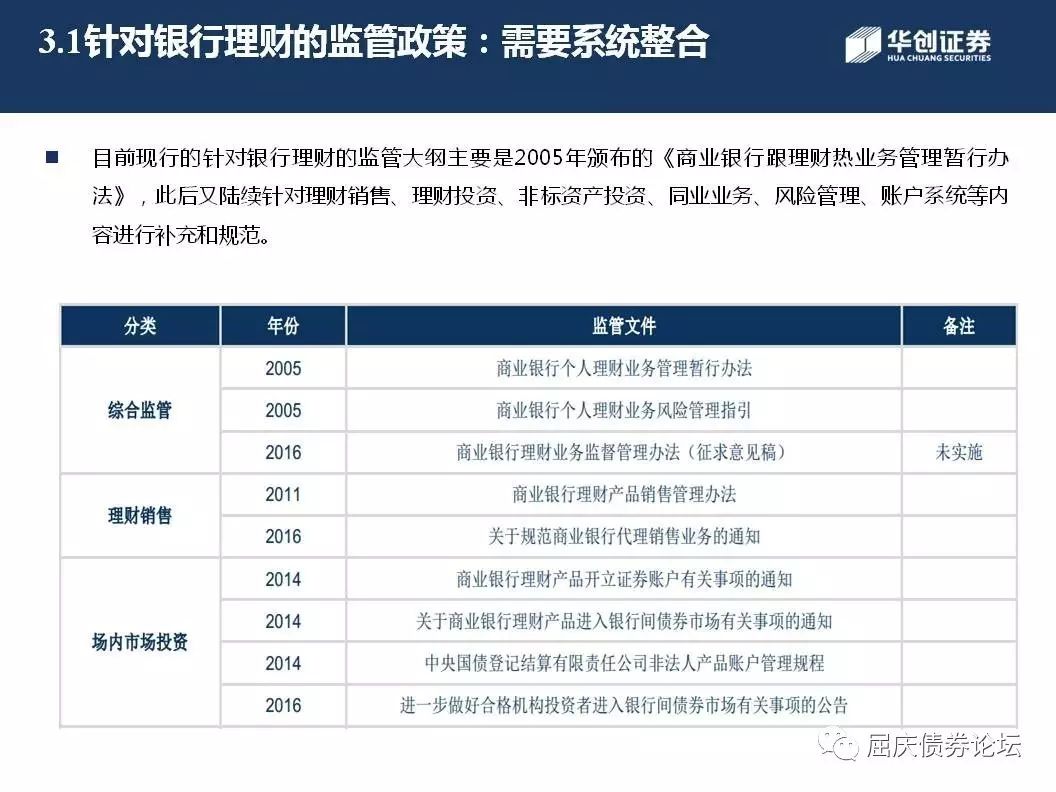 3.1针对银行理财的监管政策：需要系统整合
华创证券
HUA CHUANG SECURITIES
目前现行的针对银行理财的监管大纲主要是2005年颁布的《商业银行跟理财热业务管理暂行办
法》，此后又陆续针对理财销售、理财投资、非标资产投资、同业业务、风险管理、账户系统等内
容进行补充和规范。
分类 年份 监管文件 备注
综合监管
2005 商业银行个人理财业务管理暂行办法
2005 商业银行个人理财业务风险管理指引
2016 商业银行理财业务监督管理办法（征求意见稿） 未实施
理财销售
2011 商业银行理财产品销售管理办法
2016 关于规范商业银行代理销售业务的通知
场内市场投资
2014 商业银行理财产品开立证券账户有关事项的通知
2014 关于商业银行理财产品进入银行间债券市场有关事项的通知
2014 中央国债登记结算有限责任公司非法人产品账户管理规程
2016 进一步做好合格机构投资者进入银行间债券市场有关事项的公告
屈庆债券论坛